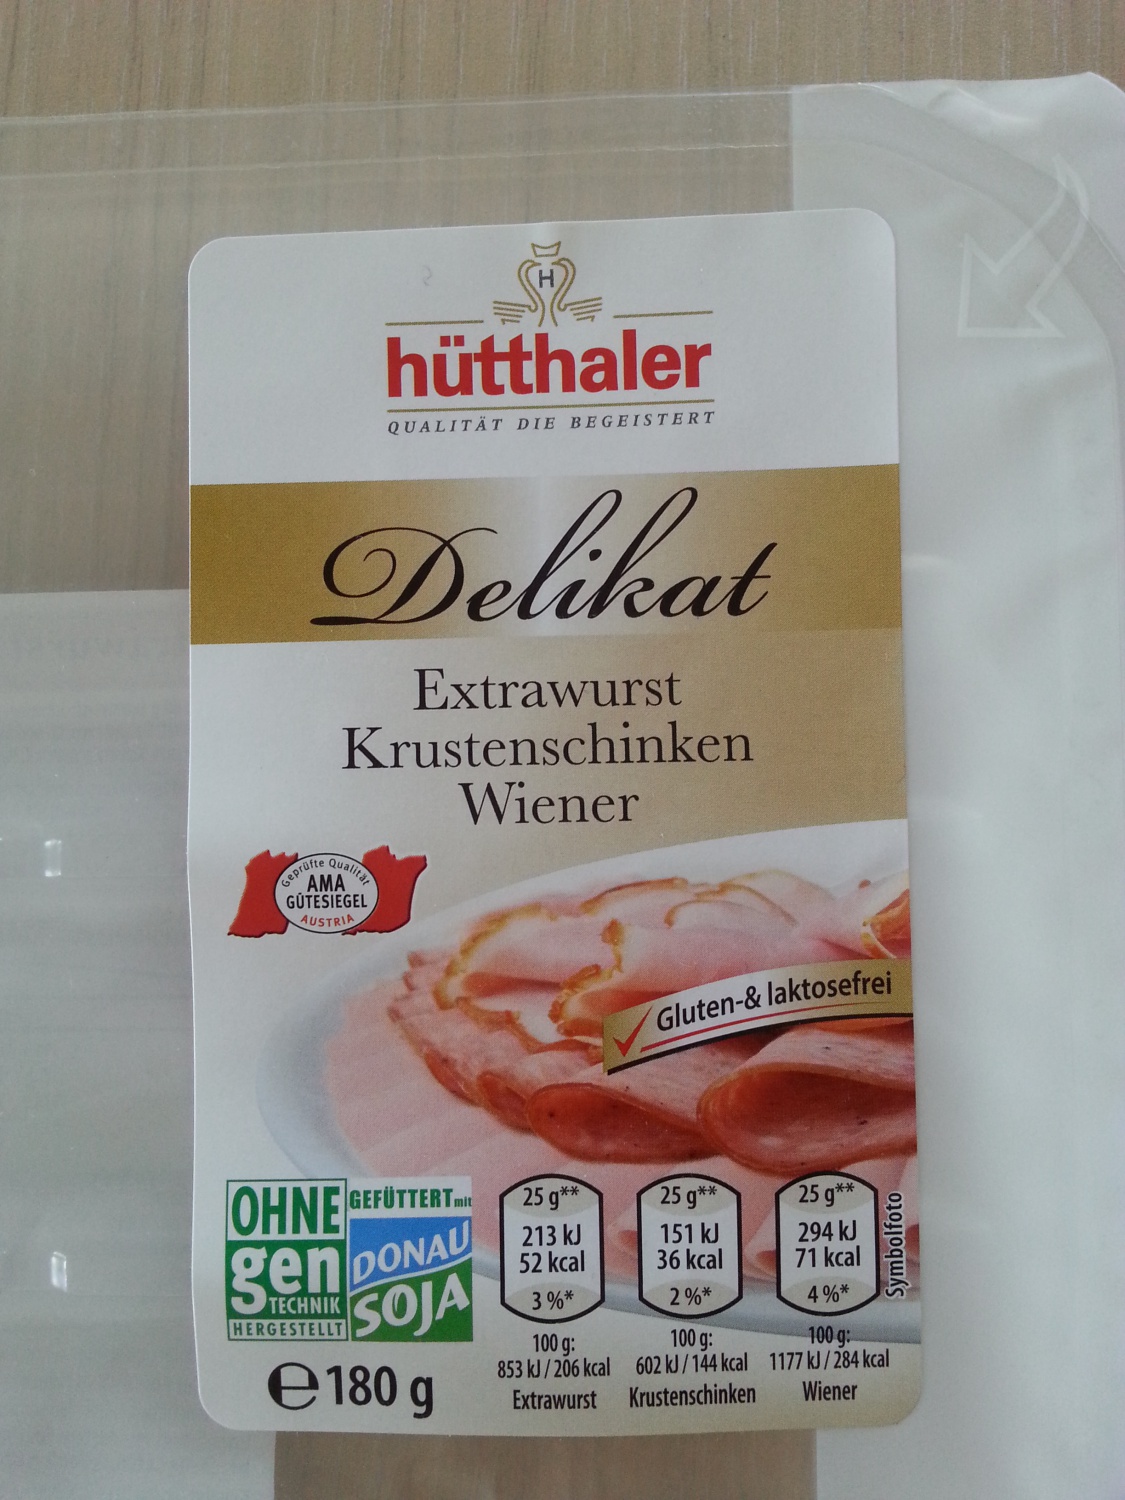 H
hütthaler
QUALITÄT DIE BEGEISTERT
Delikat
Extrawurst
Krustenschinken
Wiener
Geprüfte Qualität
AMA
GÜTESIEGEL
AUSTRIA
Gluten-& laktosefrei
OHNE
gen
TECHNIK
HERGESTELLT
GEFÜTTERT mit
DONAU
SOJA
℮ 180 g
25 g**
213 kJ
52 kcal
3 %*
100 g:
853 kJ / 206 kcal
Extrawurst
25 g**
151 kJ
36 kcal
2 %*
100 g:
602 kJ / 144 kcal
Krustenschinken
25 g**
294 kJ
71 kcal
4 %*
100 g:
1177 kJ / 284 kcal
Wiener
Symbolfoto